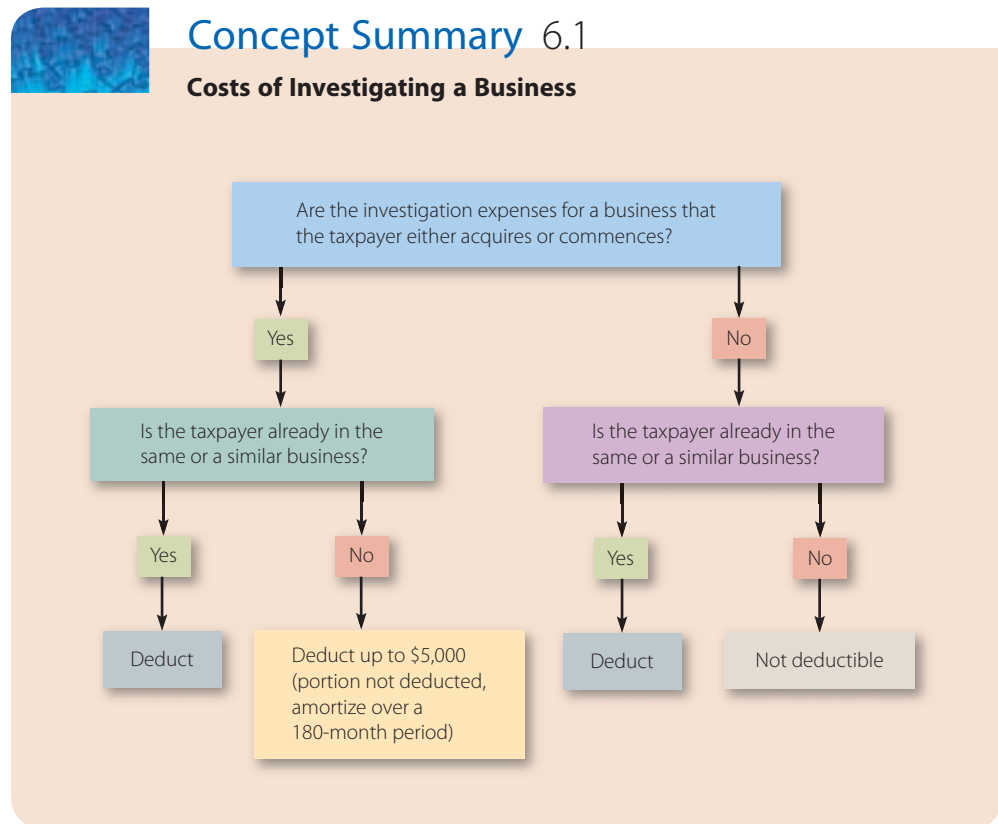 Concept Summary 6.1
Costs of Investigating a Business
Are the investigation expenses for a business that
the taxpayer either acquires or commences?
Yes
No
Is the taxpayer already in the
same or a similar business?
Is the taxpayer already in the
same or a similar business?
Yes
No
Yes
No
Deduct
Deduct up to $5,000
(portion not deducted,
amortize over a
180-month period)
Deduct
Not deductible